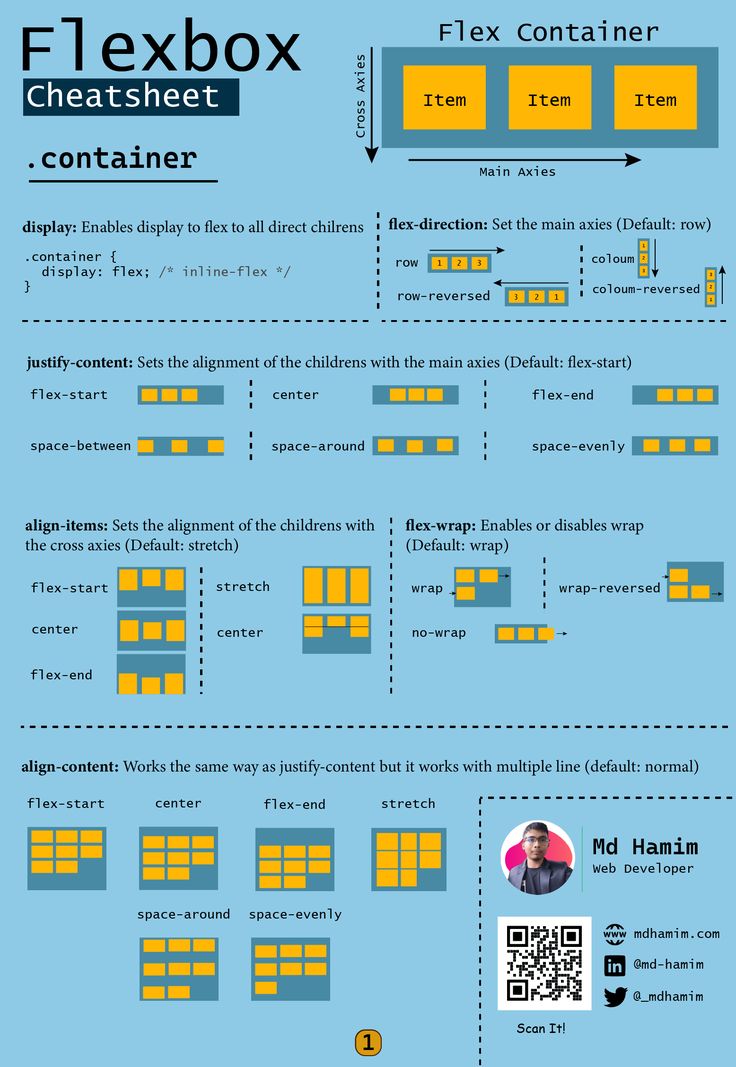 Flexbox
Cheatsheet
.container
Flex Container
Cross Axies
Item
Item
Item
Main Axies
display: Enables display to flex to all direct chilrens
.container {
display: flex; /* inline-flex */
}
flex-direction: Set the main axies (Default: row)
row
1 2 3
row-reversed
3 2 1
coloum
1
2
3
coloum-reversed
3
2
1
justify-content: Sets the alignment of the childrens with the main axies (Default: flex-start)
flex-start
center
flex-end
space-between
space-around
space-evenly
align-items: Sets the alignment of the childrens with
the cross axies (Default: stretch)
flex-start
stretch
center
center
flex-end
flex-wrap: Enables or disables wrap
(Default: wrap)
wrap
wrap-reversed
no-wrap
align-content: Works the same way as justify-content but it works with multiple line (default: normal)
flex-start
center
flex-end
stretch
space-around
space-evenly
Md Hamim
Web Developer
www mdhamim.com
in @md-hamim
@_mdhamim
Scan It!
1